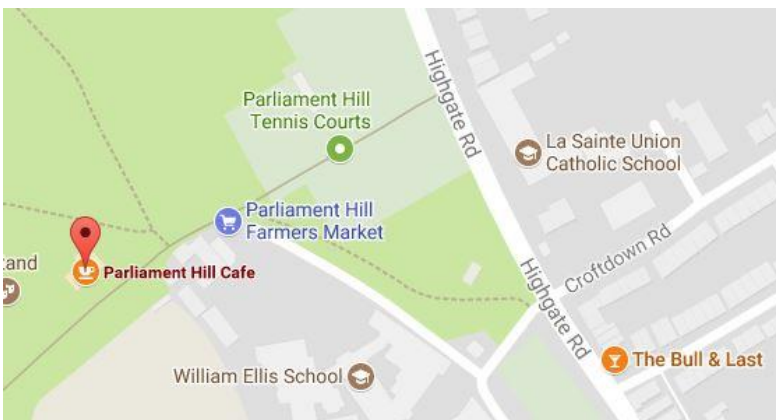 Highgate Rd
Parliament Hill
Tennis Courts
La Sainte Union
Catholic School
Parliament Hill
Farmers Market
Croftdown Rd
tand
Parliament Hill Cafe
Highgate Rd
The Bull & Last
William Ellis School